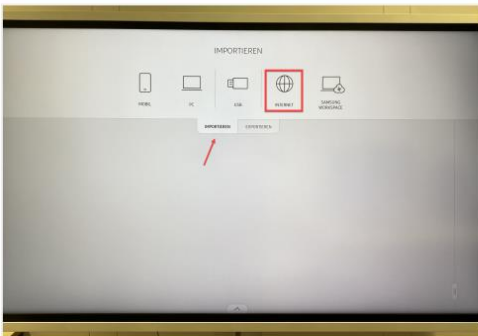 IMPORTIEREN
MOBIL PC USB INTERNET SAMSUNG
WORKSPACE
IMPORTIEREN EXPORTIEREN